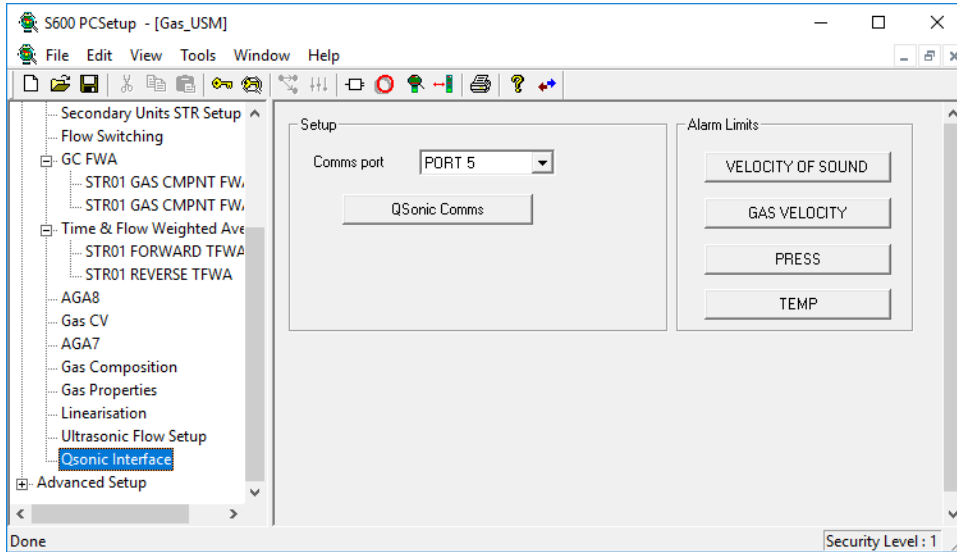 S600 PCSetup - [Gas_USM]
File Edit View Tools Window Help
Secondary Units STR Setup
Flow Switching
GC FWA
STR01 GAS CMPNT FW
STR01 GAS CMPNT FW
Time & Flow Weighted Ave
STR01 FORWARD TFWA
STR01 REVERSE TFWA
AGA8
Gas CV
AGA7
Gas Composition
Gas Properties
Linearisation
Ultrasonic Flow Setup
Qsonic Interface
Advanced Setup
Setup
Comms port PORT 5
QSonic Comms
Alarm Limits
VELOCITY OF SOUND
GAS VELOCITY
PRESS
TEMP
Done Security Level : 1